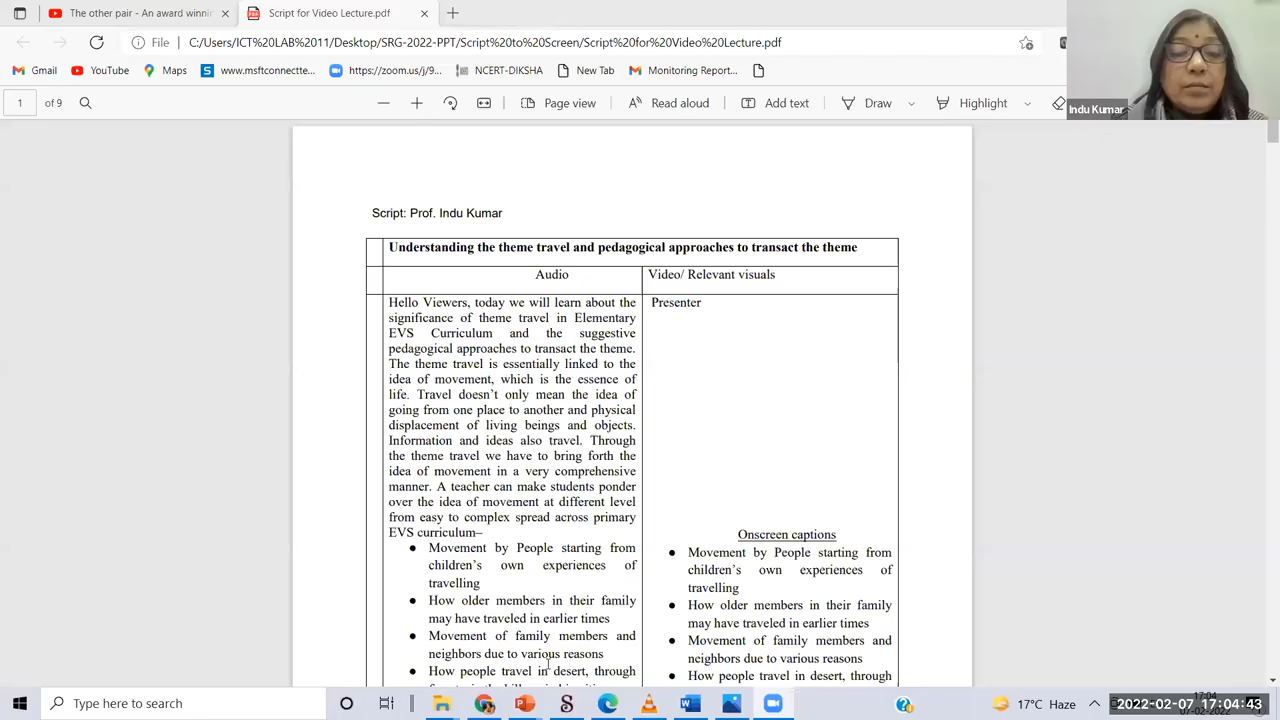 The other pair - An award winni
Script for Video Lecture.pdf
File
C:/Users/ICT%20LAB%2011/Desktop/SRG-2022-PPT/Script%20to%20Screen/Script%20for%20Video%20Lecture.pdf
Gmail
YouTube
Maps
www.msftconnectte...
https://zoom.us/j/9...
NCERT-DIKSHA
New Tab
Monitoring Repor...
1 of 9
Page view
Read aloud
Add text
Draw
Highlight
Indu Kumar
Script: Prof. Indu Kumar
Understanding the theme travel and pedagogical approaches to transact the theme
Audio
Video/ Relevant visuals
Hello Viewers, today we will learn about the
significance of theme travel in Elementary
EVS Curriculum and the suggestive
pedagogical approaches to transact the theme.
The theme travel is essentially linked to the
idea of movement, which is the essence of
life. Travel doesn't only mean the idea of
going from one place to another and physical
displacement of living beings and objects.
Information and ideas also travel. Through
the theme travel we have to bring forth the
idea of movement in a very comprehensive
manner. A teacher can make students ponder
over the idea of movement at different level
from easy to complex spread across primary
EVS curriculum–
● Movement by People starting from
children's own experiences of
travelling
● How older members in their family
may have traveled in earlier times
● Movement of family members and
neighbors due to various reasons
● How people travel in desert, through
Presenter
Onscreen captions
● Movement by People starting from
children's own experiences of
travelling
● How older members in their family
may have traveled in earlier times
● Movement of family members and
neighbors due to various reasons
● How people travel in desert, through
Type here to search
17°C Haze
17:04
07-02-2022
2022-02-07 17:04:43